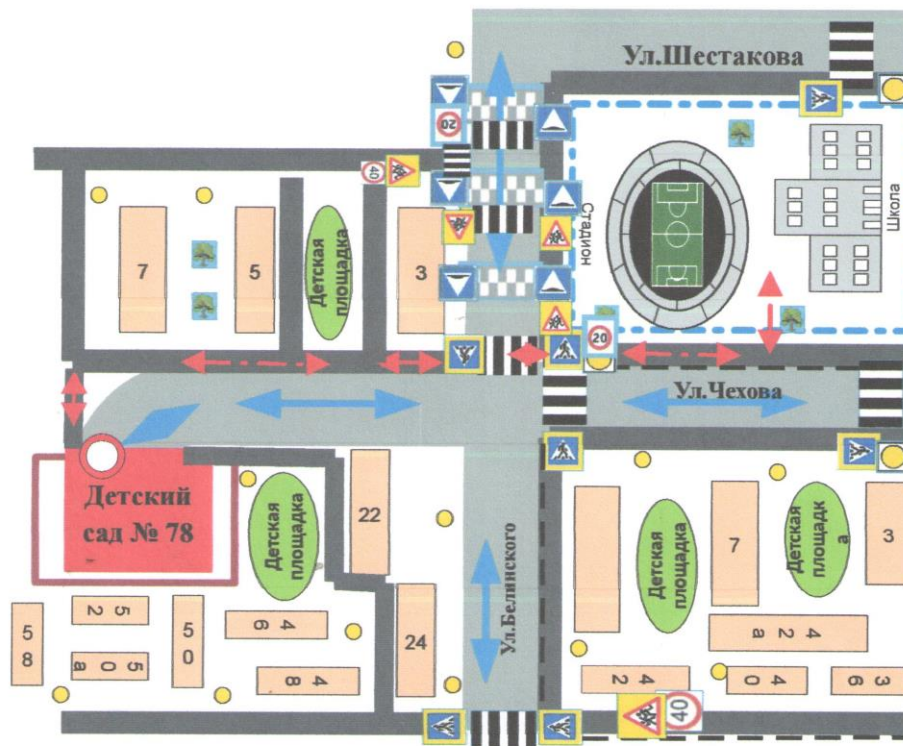 Ул.Шестакова
20
40
Стадион
Школа
7
5
Детская
площадка
3
20
Ул.Чехова
Детский
сад № 78
Детская
площадка
22
24
Ул.Белинского
Детская
площадка
7
Детская
площадк
а
3
58
52
50а
50
46
48
42а
42
40
36
40